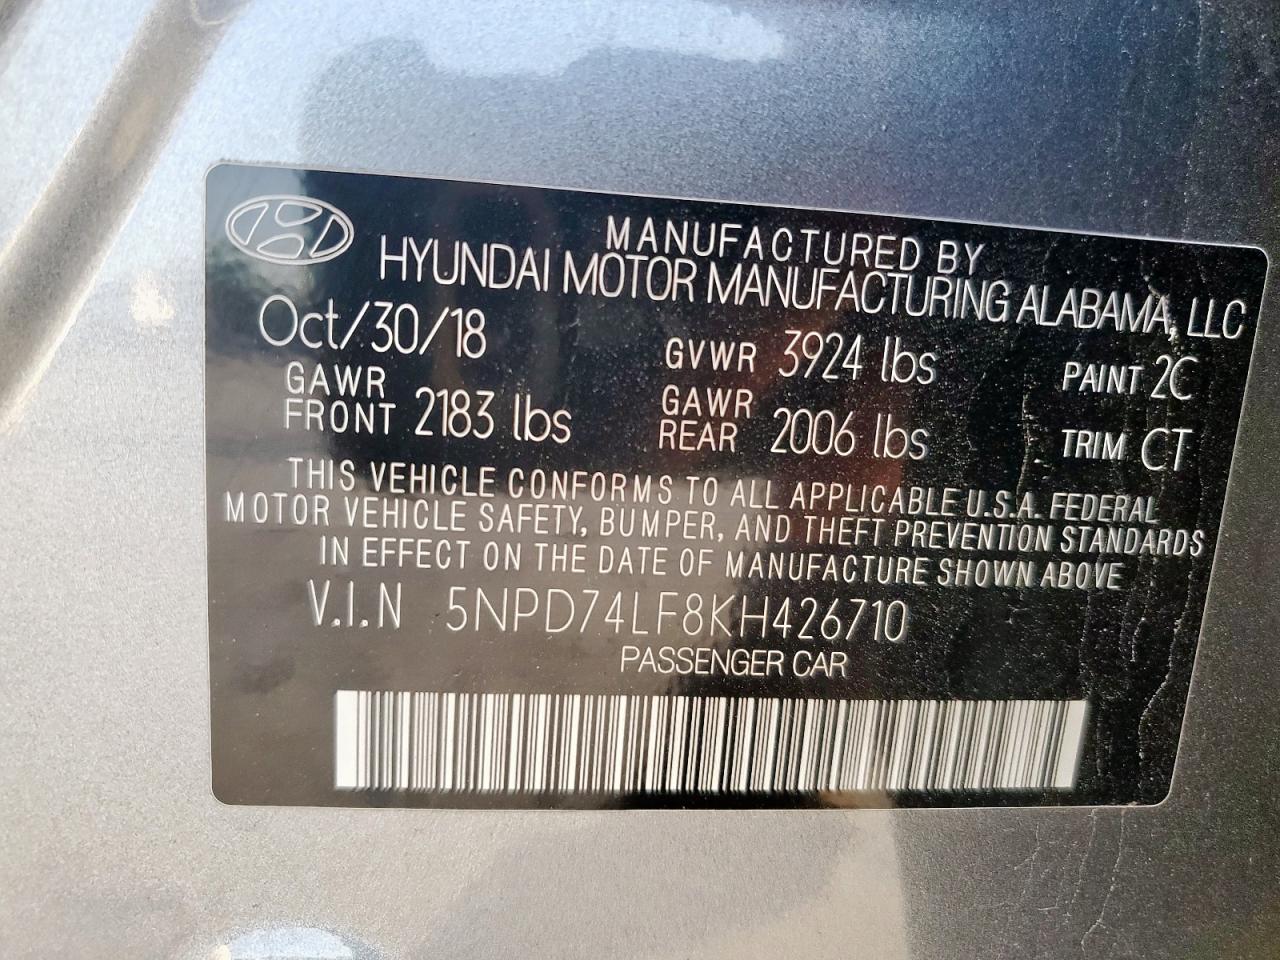 MANUFACTURED BY
HYUNDAI MOTOR MANUFACTURING ALABAMA, LLC
Oct/30/18 GVWR 3924 lbs PAINT 2C
GAWR FRONT 2183 lbs GAWR REAR 2006 lbs TRIM CT
THIS VEHICLE CONFORMS TO ALL APPLICABLE U.S.A. FEDERAL
MOTOR VEHICLE SAFETY, BUMPER, AND THEFT PREVENTION STANDARDS
IN EFFECT ON THE DATE OF MANUFACTURE SHOWN ABOVE
V.I.N 5NPD74LF8KH426710
PASSENGER CAR